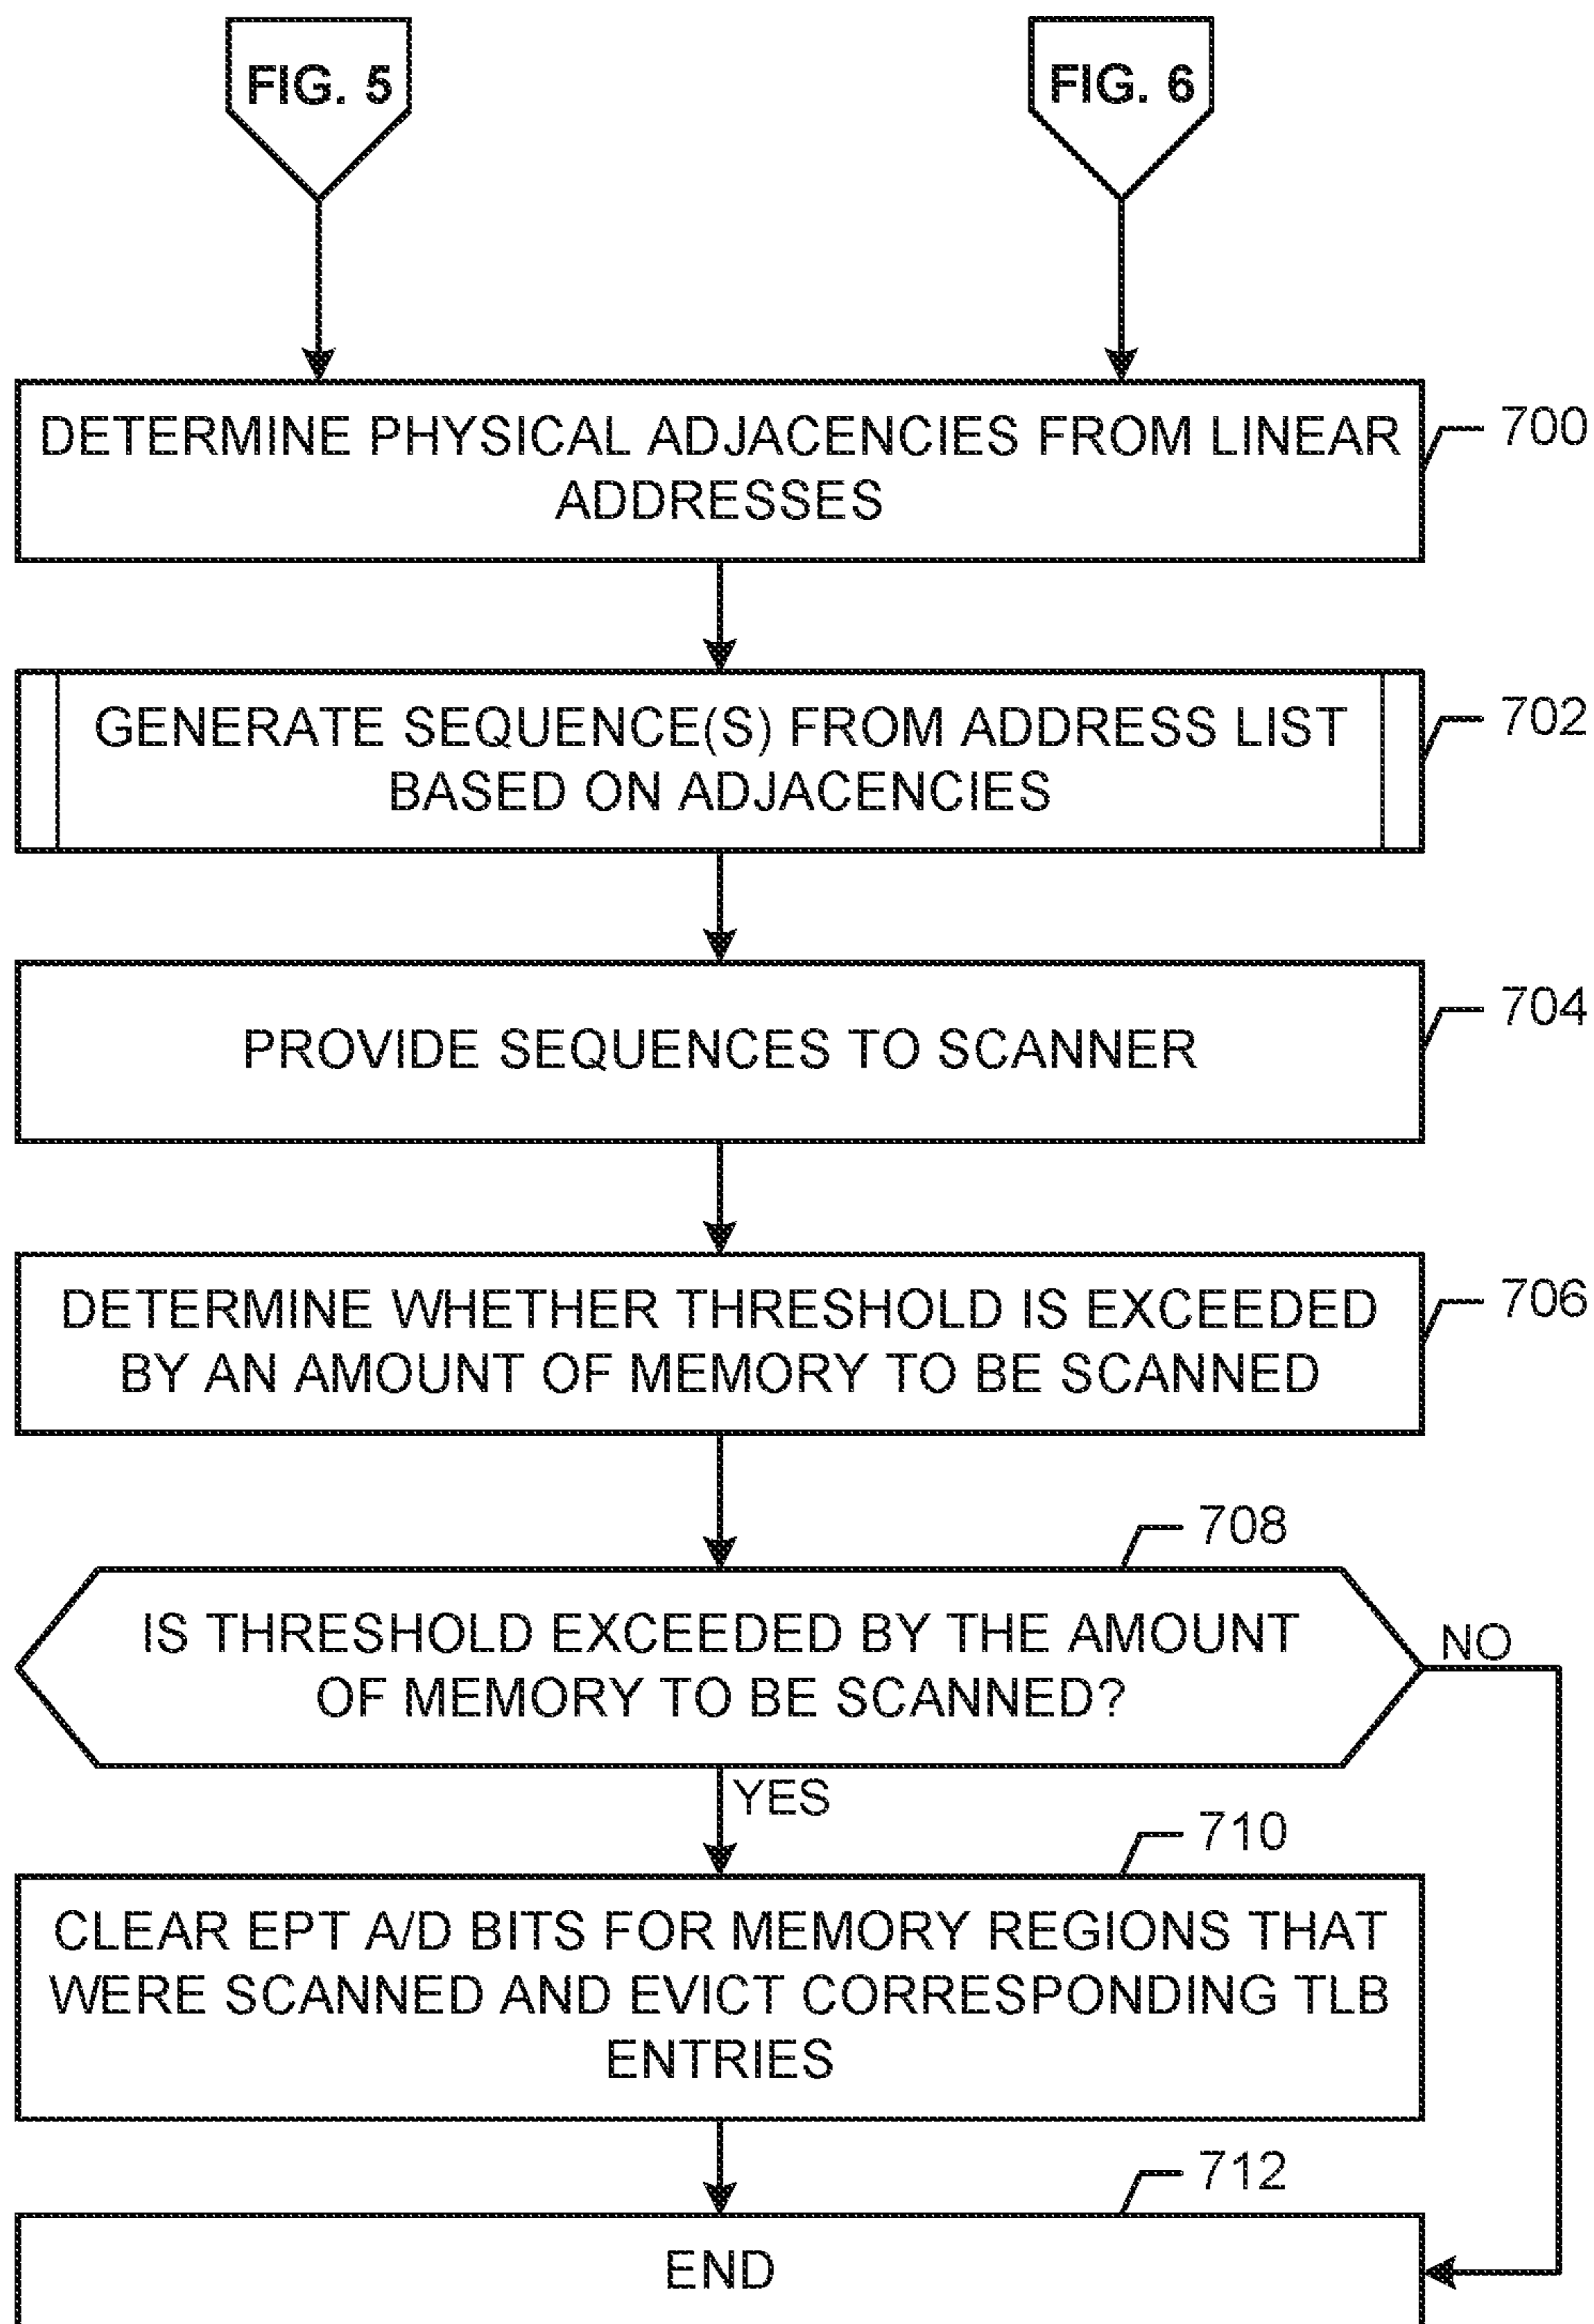 FIG. 5
FIG. 6
DETERMINE PHYSICAL ADJACENCIES FROM LINEAR
ADDRESSES
700
GENERATE SEQUENCE(S) FROM ADDRESS LIST
BASED ON ADJACENCIES
702
PROVIDE SEQUENCES TO SCANNER
704
DETERMINE WHETHER THRESHOLD IS EXCEEDED
BY AN AMOUNT OF MEMORY TO BE SCANNED
706
708
IS THRESHOLD EXCEEDED BY THE AMOUNT
OF MEMORY TO BE SCANNED?
NO
YES
710
CLEAR EPT A/D BITS FOR MEMORY REGIONS THAT
WERE SCANNED AND EVICT CORRESPONDING TLB
ENTRIES
712
END